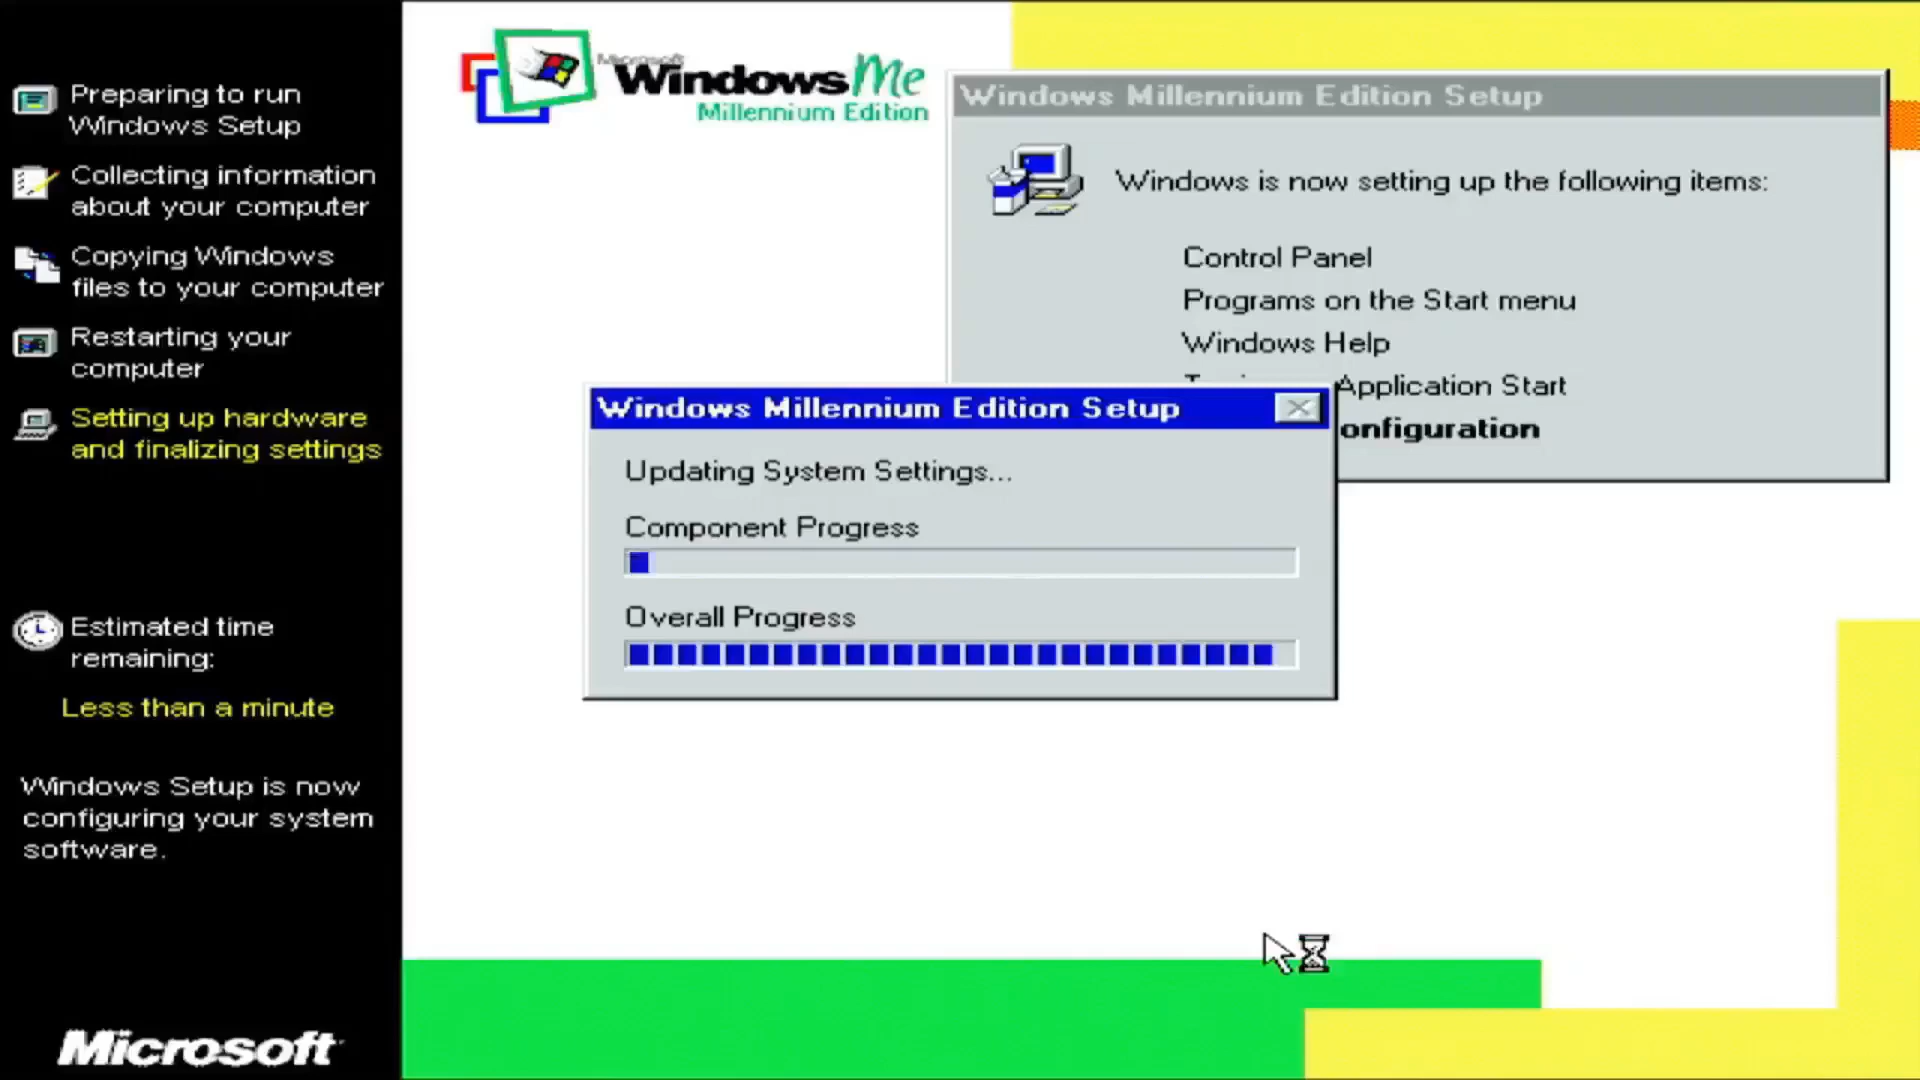 Preparing to run
Windows Setup
Collecting information
about your computer
Copying Windows
files to your computer
Restarting your
computer
Setting up hardware
and finalizing settings
Estimated time
remaining:
Less than a minute
Windows Setup is now
configuring your system
software.
Microsoft
Microsoft
Windows Me
Millennium Edition
Windows Millennium Edition Setup
Windows is now setting up the following items:
Control Panel
Programs on the Start menu
Windows Help
Application Start
onfiguration
Windows Millennium Edition Setup
Updating System Settings...
Component Progress
Overall Progress